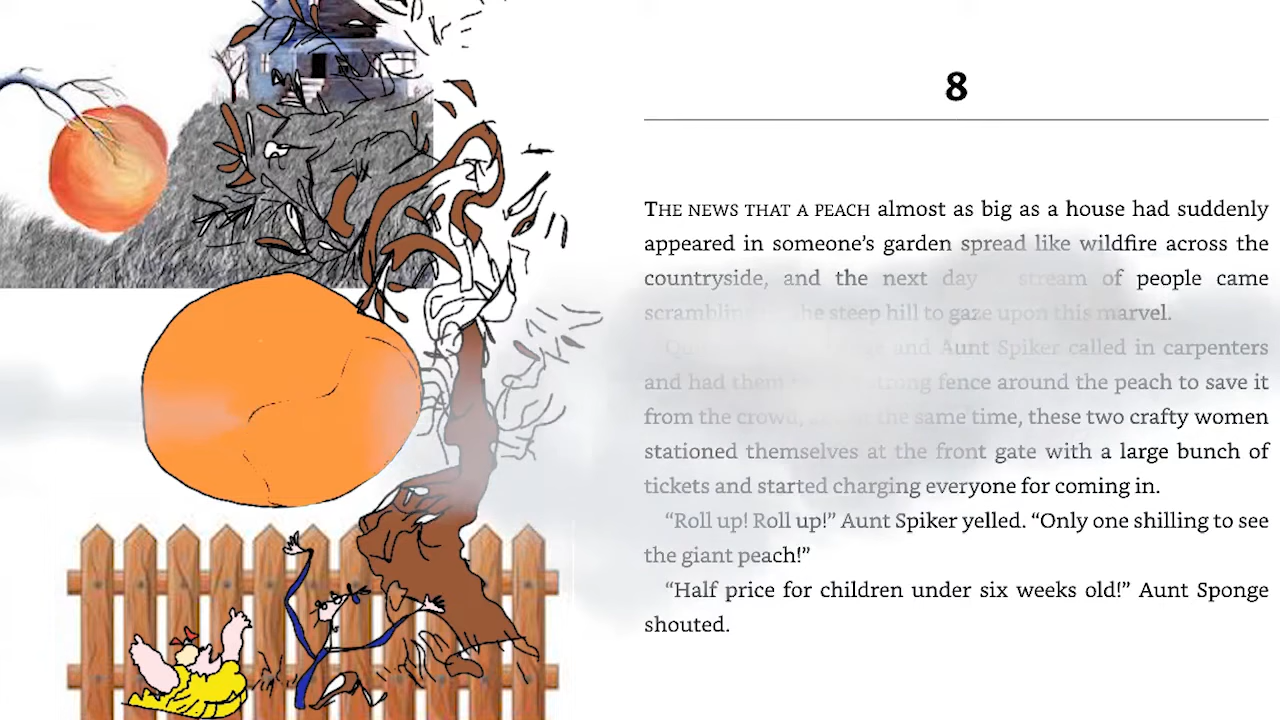 8
THE NEWS THAT A PEACH almost as big as a house had suddenly
appeared in someone's garden spread like wildfire across the
countryside, and the next day stream of people came
scrambling the steep hill to gaze upon this marvel.
and Aunt Spiker called in carpenters
and had them strong fence around the peach to save it
from the crowd, the same time, these two crafty women
stationed themselves at the front gate with a large bunch of
tickets and started charging everyone for coming in.
“Roll up! Roll up!” Aunt Spiker yelled. “Only one shilling to see
the giant peach!”
“Half price for children under six weeks old!” Aunt Sponge
shouted.